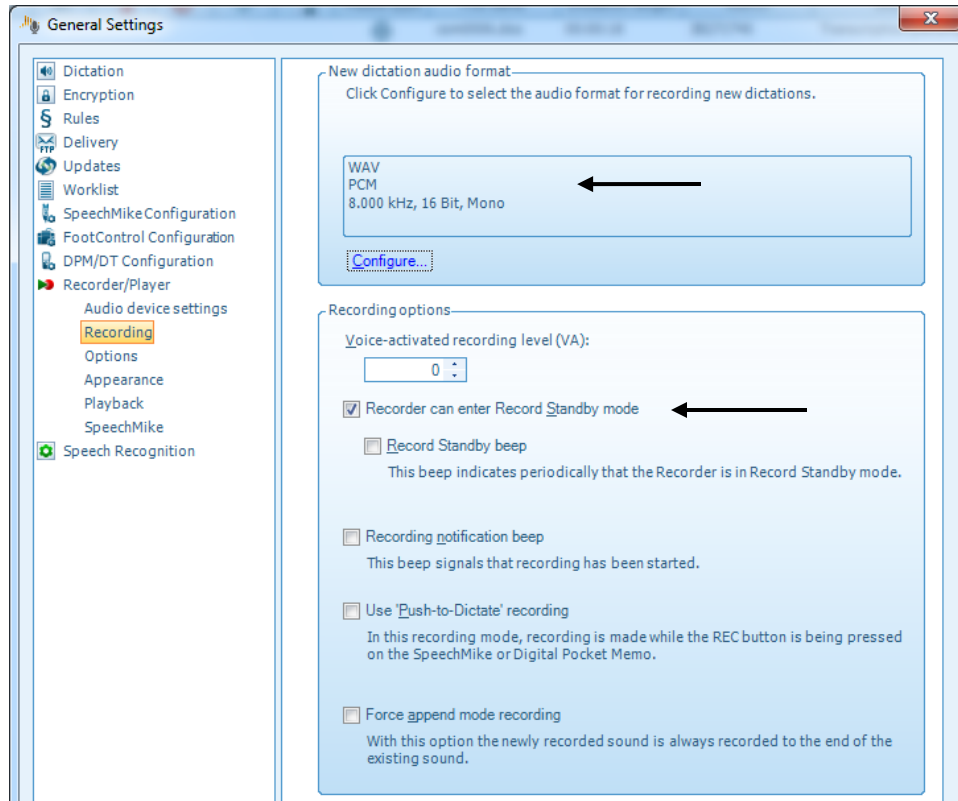 General Settings
Dictation
Encryption
Rules
Delivery
Updates
Worklist
SpeechMike Configuration
FootControl Configuration
DPM/DT Configuration
Recorder/Player
Audio device settings
Recording
Options
Appearance
Playback
SpeechMike
Speech Recognition
New dictation audio format
Click Configure to select the audio format for recording new dictations.
WAV
PCM
8.000 kHz, 16 Bit, Mono
Configure...
Recording options
Voice-activated recording level (VA):
0
Recorder can enter Record Standby mode
Record Standby beep
This beep indicates periodically that the Recorder is in Record Standby mode.
Recording notification beep
This beep signals that recording has been started.
Use 'Push-to-Dictate' recording
In this recording mode, recording is made while the REC button is being pressed
on the SpeechMike or Digital Pocket Memo.
Force append mode recording
With this option the newly recorded sound is always recorded to the end of the
existing sound.